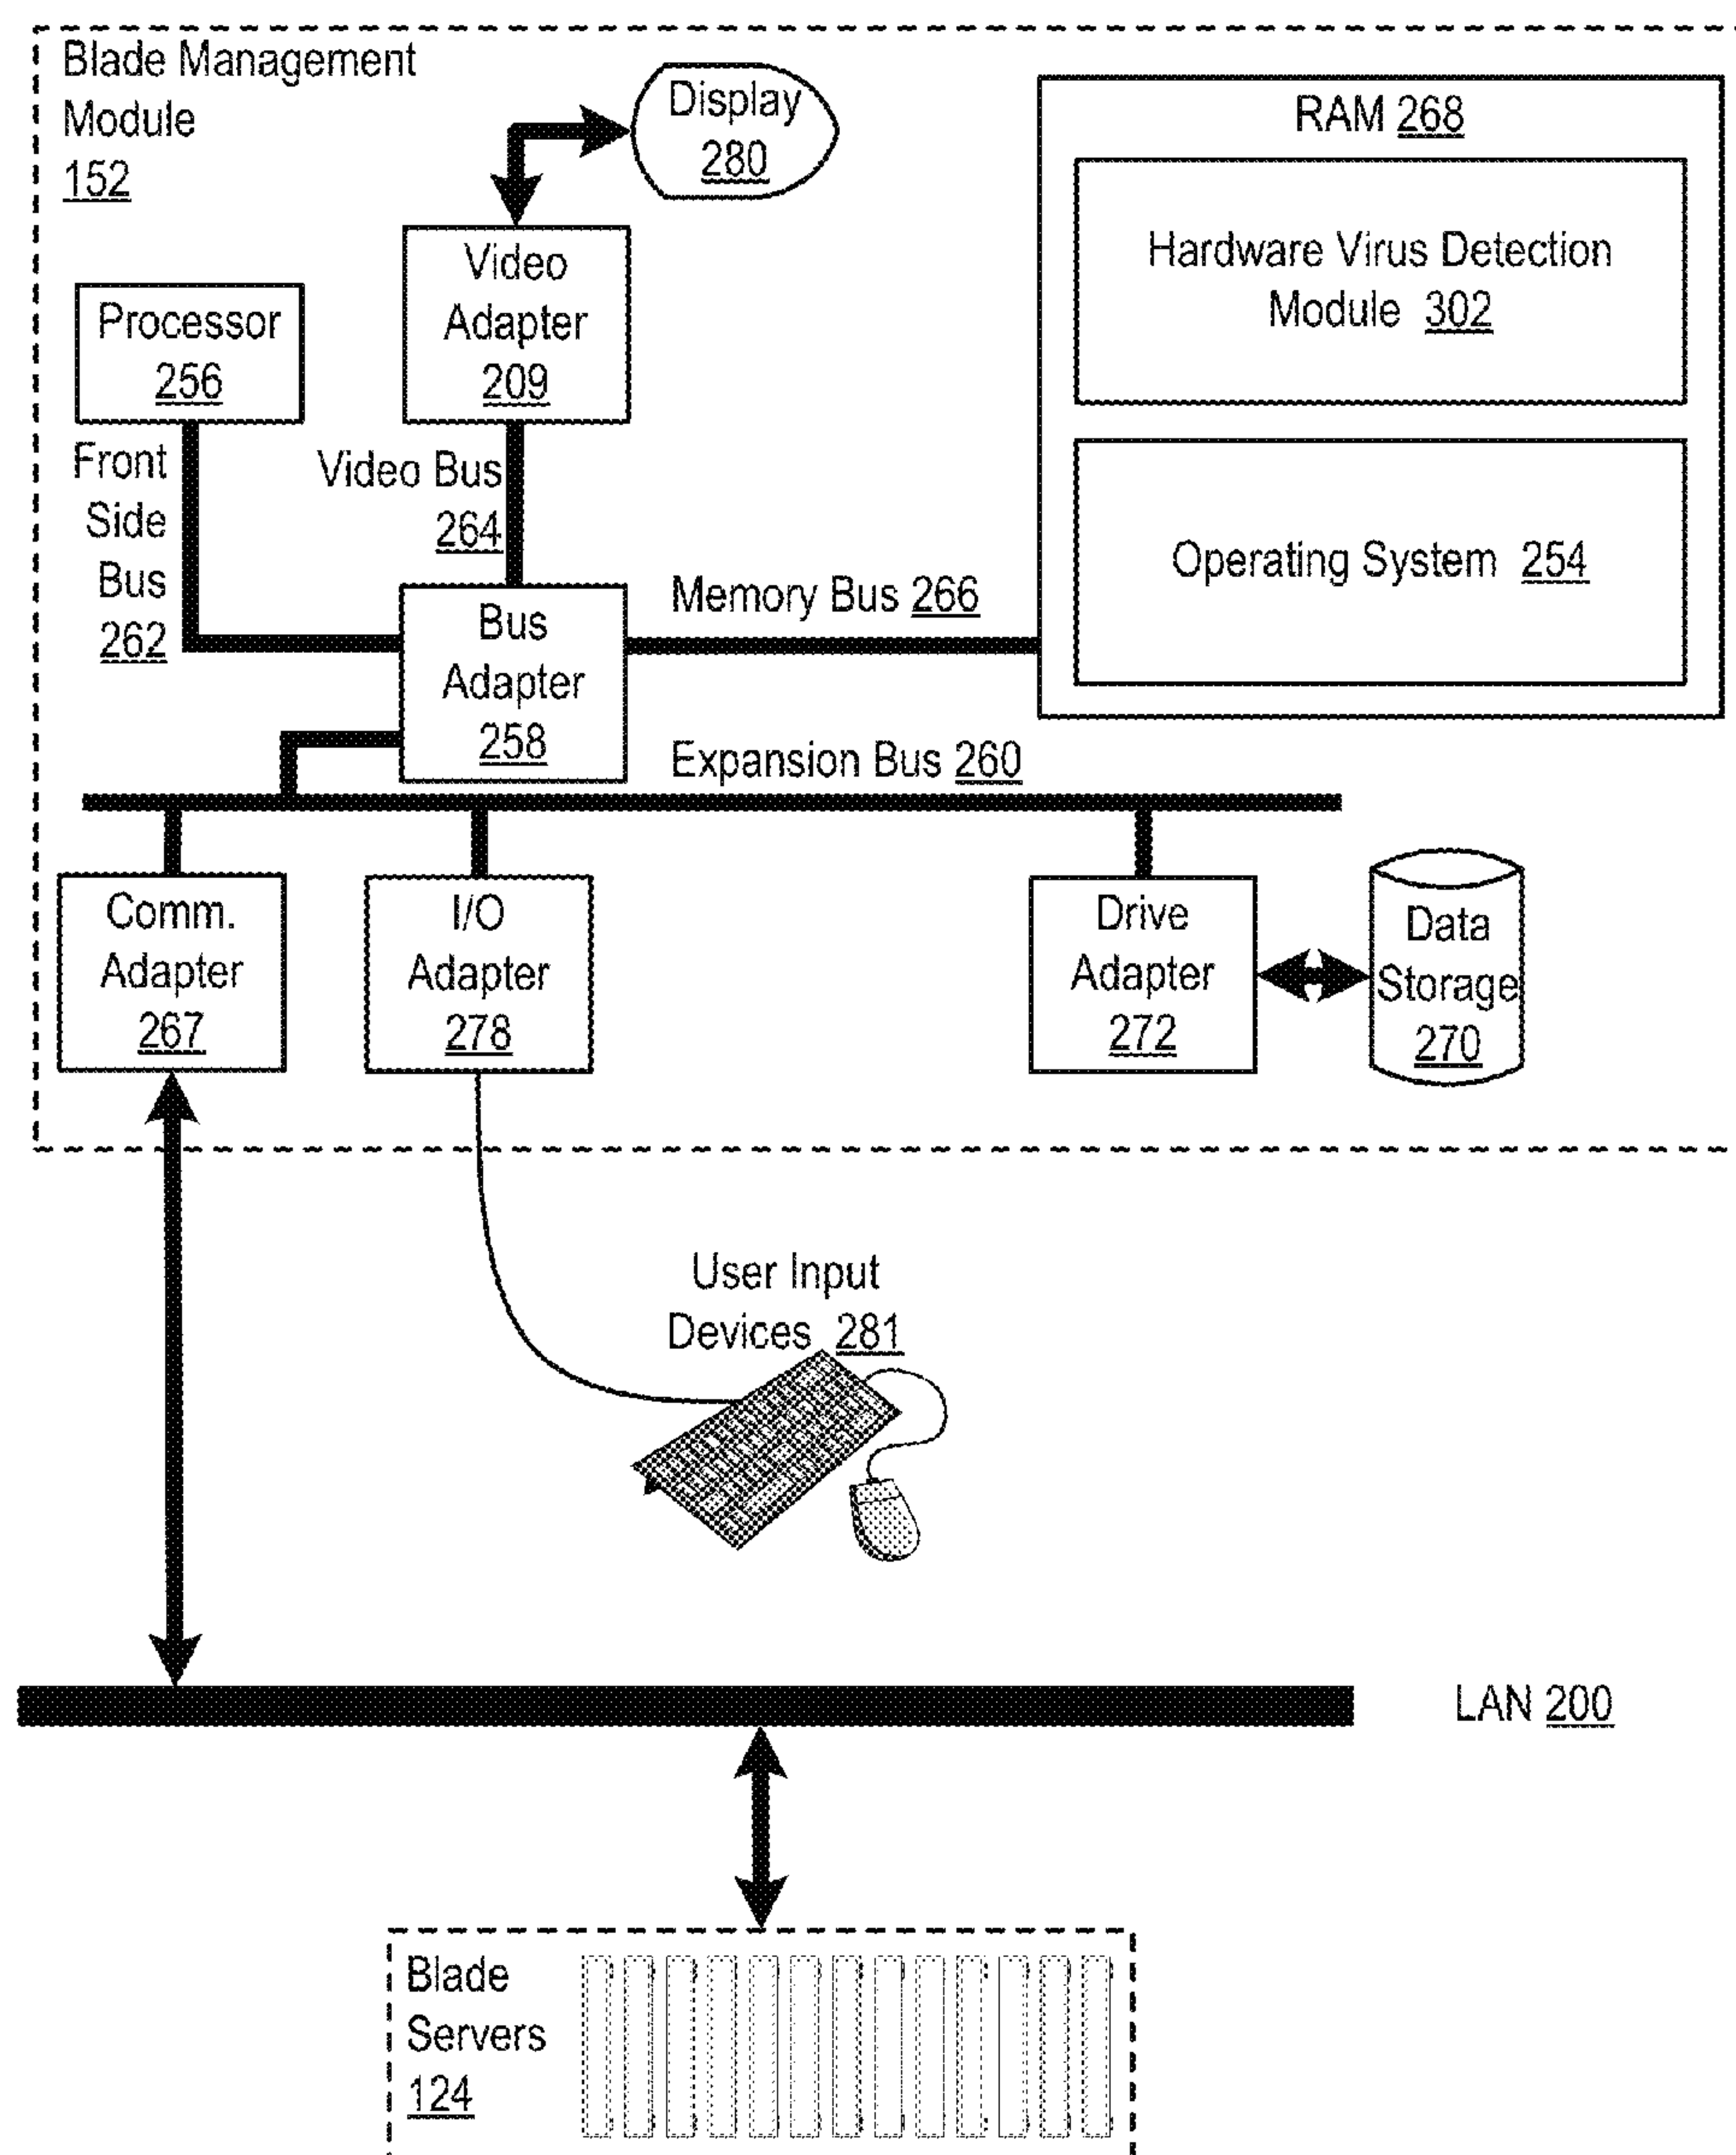 Blade Management
Module
152
Display
280
RAM 268
Hardware Virus Detection
Module 302
Operating System 254
Video
Adapter
209
Processor
256
Front
Side
Bus
262
Video Bus
264
Bus
Adapter
258
Memory Bus 266
Expansion Bus 260
Comm.
Adapter
267
I/O
Adapter
278
Drive
Adapter
272
Data
Storage
270
User Input
Devices 281
LAN 200
Blade
Servers
124